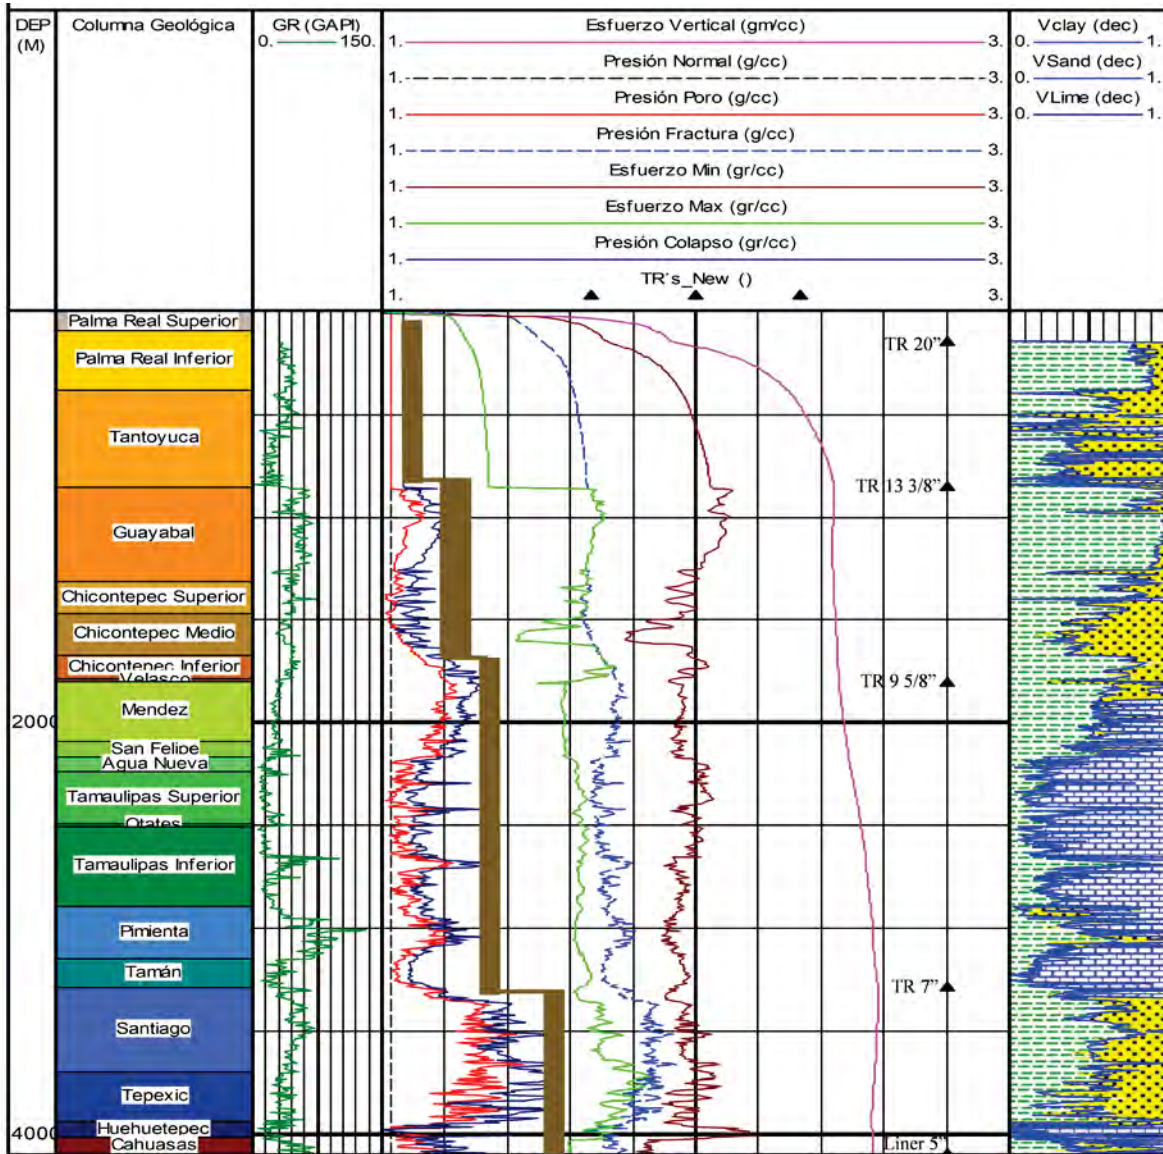 DEP
(M)
Columna Geológica
GR (GAPI)
0. 150.
Esfuerzo Vertical (gm/cc)
1. 3.
Presión Normal (g/cc)
1. 3.
Presión Poro (g/cc)
1. 3.
Presión Fractura (g/cc)
1. 3.
Esfuerzo Min (gr/cc)
1. 3.
Esfuerzo Max (gr/cc)
1. 3.
Presión Colapso (gr/cc)
1. 3.
TR´s_New ()
1. 3.
Vclay (dec)
0. 1.
VSand (dec)
0. 1.
VLime (dec)
0. 1.
Palma Real Superior
Palma Real Inferior
Tantoyuca
Guayabal
Chicontepec Superior
Chicontepec Medio
Chicontepec Inferior
Velasco
Mendez
San Felipe
Agua Nueva
Tamaulipas Superior
Otates
Tamaulipas Inferior
Pimienta
Tamán
Santiago
Tepexic
Huehuetepec
Cahuasas
2000
4000
TR 20”
TR 13 3/8”
TR 9 5/8”
TR 7”
Liner 5”